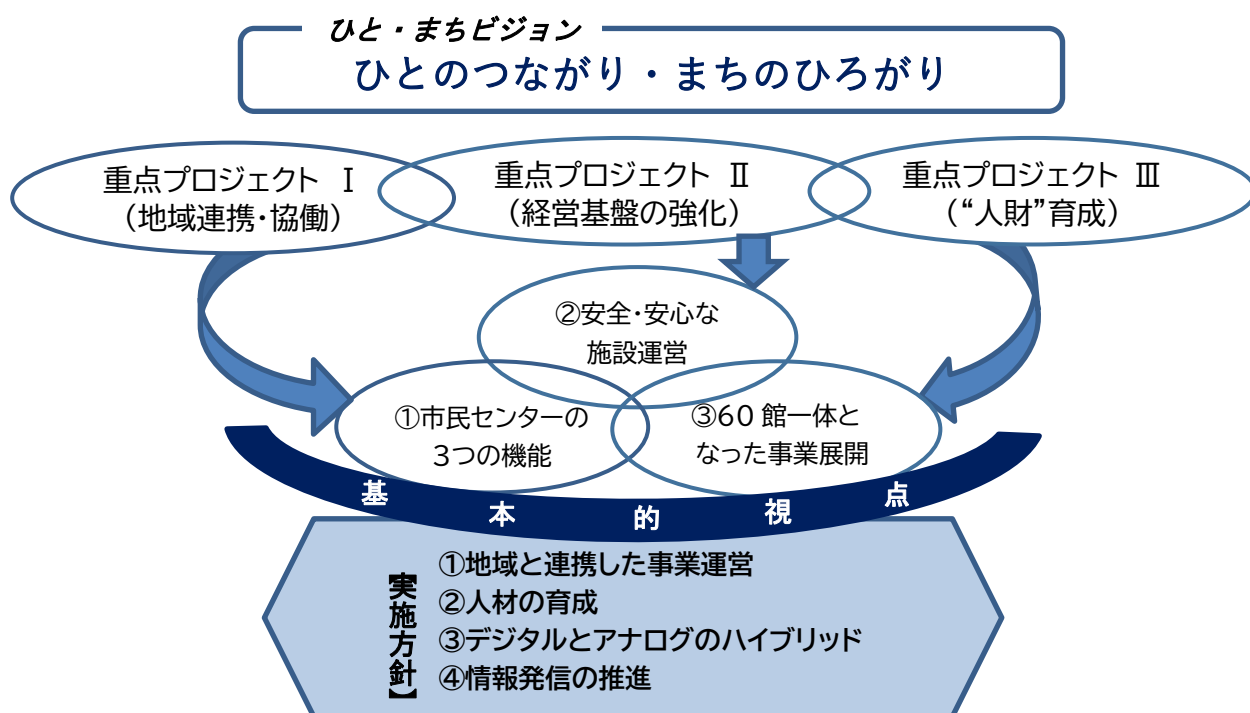 ひと・まちビジョン
ひとのつながり・まちのひろがり
重点プロジェクト Ⅰ
（地域連携・協働）
重点プロジェクト Ⅱ
（経営基盤の強化）
重点プロジェクト Ⅲ
（“人財”育成）
②安全・安心な
施設運営
①市民センターの
3つの機能
③60 館一体と
なった事業展開
基本的視点
【実施方針】
①地域と連携した事業運営
②人材の育成
③デジタルとアナログのハイブリッド
④情報発信の推進